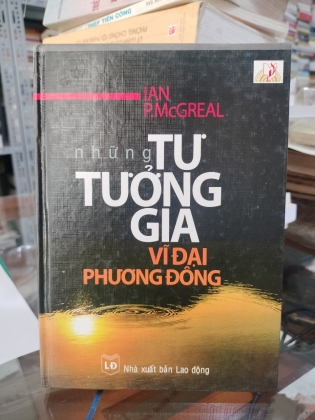 IAN
P.McGREAL
những TƯ
TƯỞNG
GIA
VĨ ĐẠI
PHƯƠNG ĐÔNG
LĐ
Nhà xuất bản Lao động